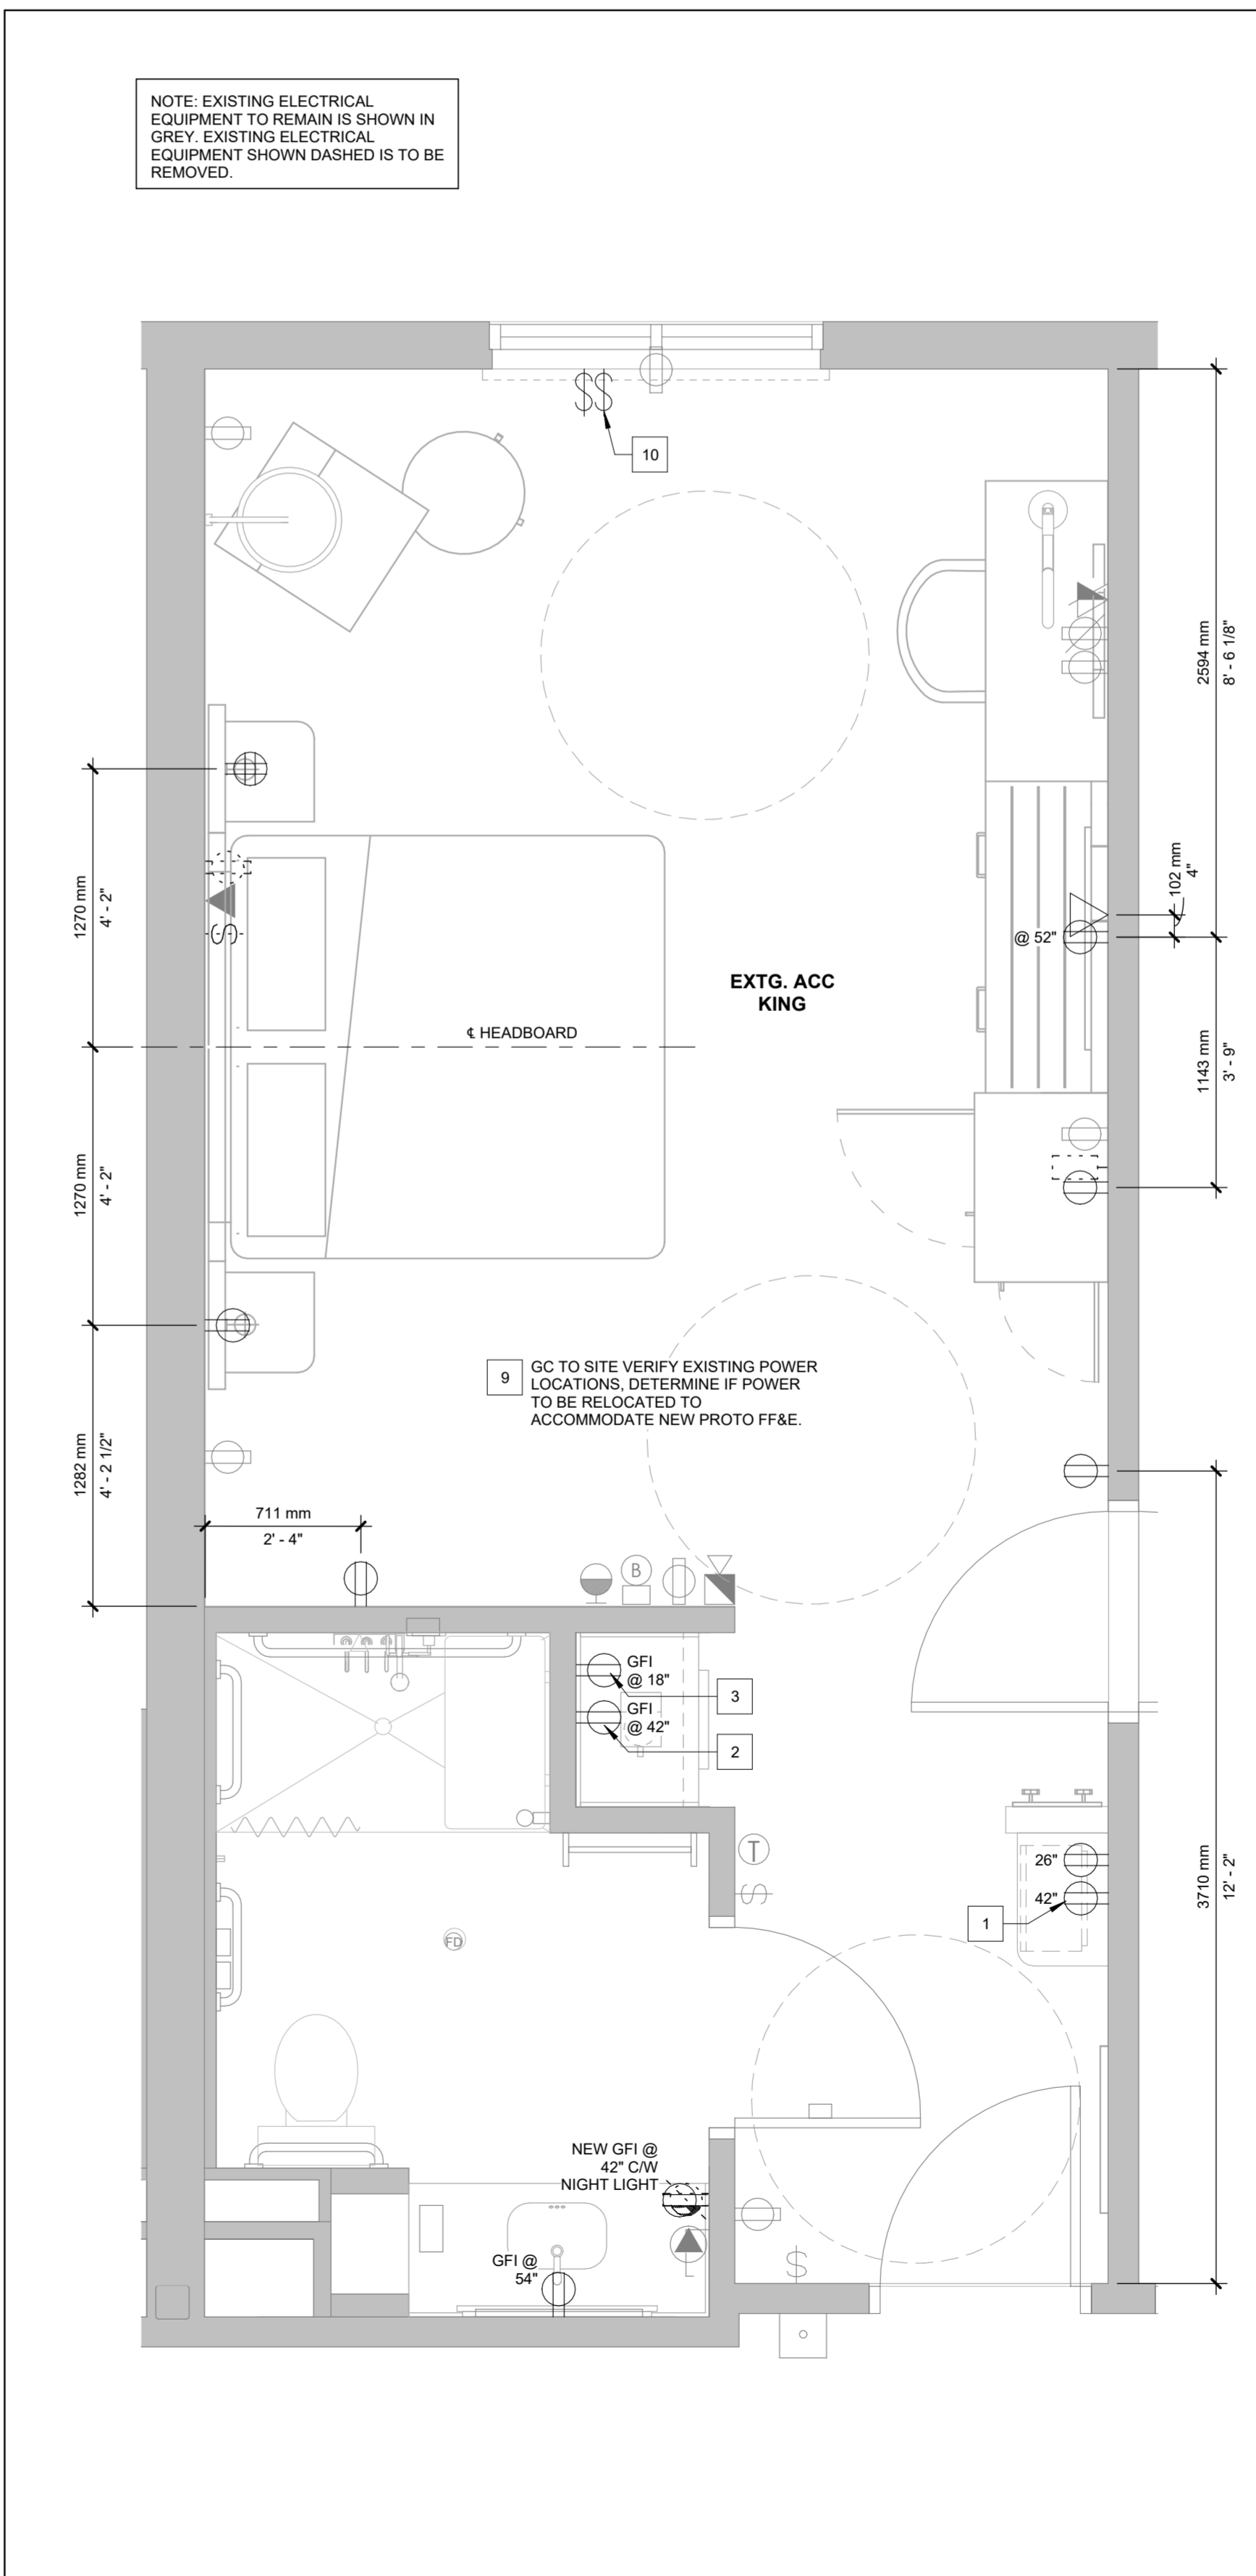 NOTE: EXISTING ELECTRICAL
EQUIPMENT TO REMAIN IS SHOWN IN
GREY. EXISTING ELECTRICAL
EQUIPMENT SHOWN DASHED IS TO BE
REMOVED.
SS
10
2594 mm
8' - 6 1/8"
1270 mm
4' - 2"
S
102 mm
4"
@ 52"
EXTG. ACC
KING
℄ HEADBOARD
1143 mm
3' - 9"
1270 mm
4' - 2"
9
GC TO SITE VERIFY EXISTING POWER
LOCATIONS, DETERMINE IF POWER
TO BE RELOCATED TO
ACCOMMODATE NEW PROTO FF&E.
1282 mm
4' - 2 1/2"
711 mm
2' - 4"
B
GFI
@ 18"
3
GFI
@ 42"
2
T
S
26"
42"
1
3710 mm
12' - 2"
FD
NEW GFI @
42" C/W
NIGHT LIGHT
GFI @
54"
S